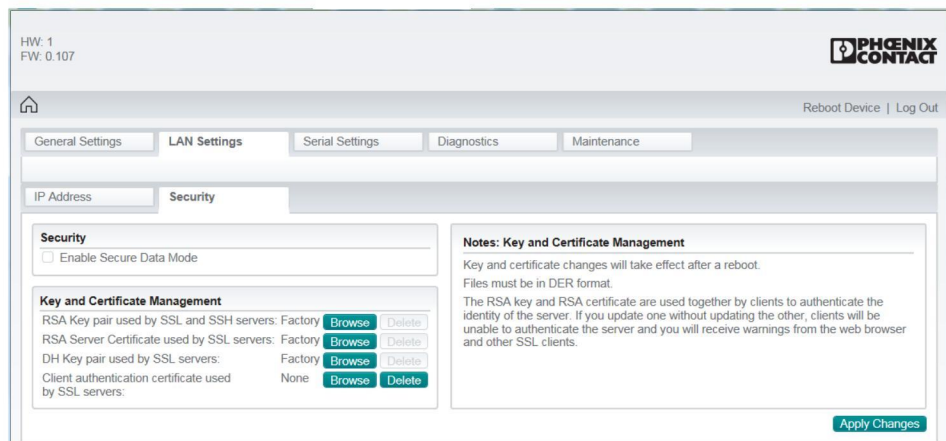 HW: 1
FW: 0.107
PHŒNIX
CONTACT
Reboot Device | Log Out
General Settings LAN Settings Serial Settings Diagnostics Maintenance
IP Address Security
Security
Enable Secure Data Mode
Key and Certificate Management
RSA Key pair used by SSL and SSH servers: Factory Browse Delete
RSA Server Certificate used by SSL servers: Factory Browse Delete
DH Key pair used by SSL servers: Factory Browse Delete
Client authentication certificate used None Browse Delete
by SSL servers:
Notes: Key and Certificate Management
Key and certificate changes will take effect after a reboot.
Files must be in DER format.
The RSA key and RSA certificate are used together by clients to authenticate the
identity of the server. If you update one without updating the other, clients will be
unable to authenticate the server and you will receive warnings from the web browser
and other SSL clients.
Apply Changes